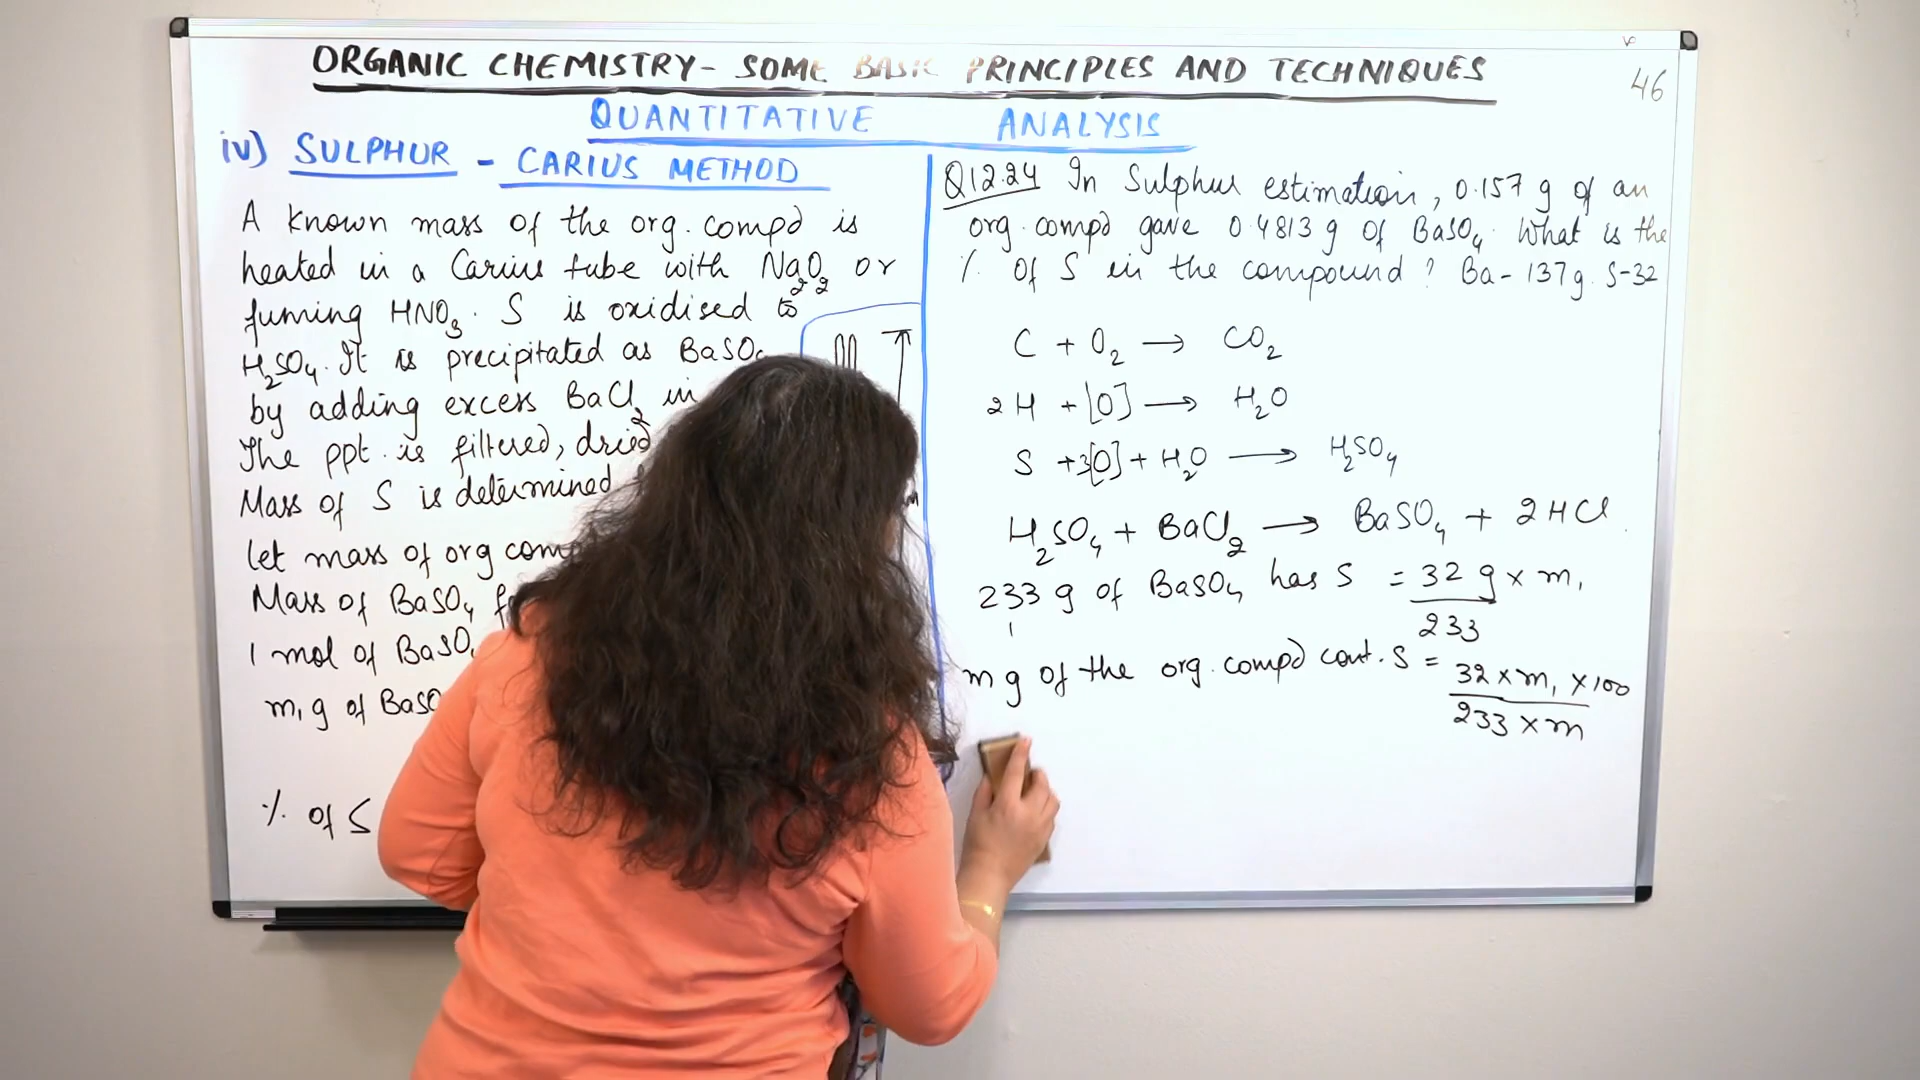 ORGANIC CHEMISTRY- SOME BASIC PRINCIPLES AND TECHNIQUES
46
QUANTITATIVE ANALYSIS
iv) SULPHUR - CARIUS METHOD
A known mass of the org. compd is
heated in a Carius tube with Na₂O₂ or
fuming HNO₃. S is oxidised to
H₂SO₄. It is precipitated as BaSO₄
by adding excess BaCl₂ in
The ppt. is filtered, dried
Mass of S is determined
let mass of org comp
Mass of BaSO₄
1 mol of BaSO₄
m₁ g of BaSO
% of S
Q12.24 In Sulphur estimation, 0.157 g of an
org. compd gave 0.4813 g of BaSO₄. What is the
% of S in the compound? Ba-137g. S-32
C + O₂ → CO₂
2H + [O] → H₂O
S + 3[O] + H₂O → H₂SO₄
H₂SO₄ + BaCl₂ → BaSO₄ + 2HCl.
233 g of BaSO₄ has S = 32 g × m₁
1 233
m g of the org. compd cont. S = 32 × m₁ × 100
233 × m